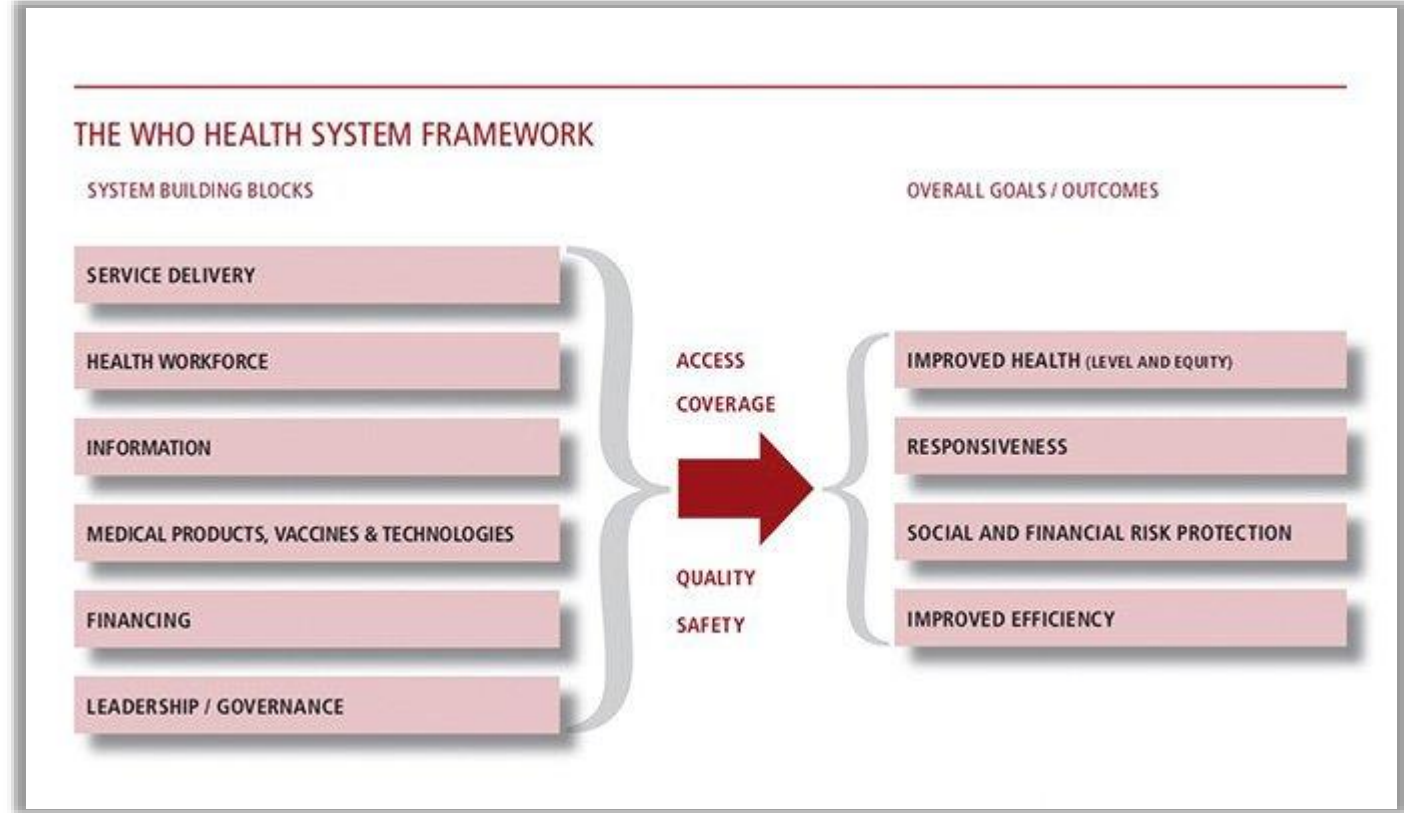 THE WHO HEALTH SYSTEM FRAMEWORK
SYSTEM BUILDING BLOCKS
SERVICE DELIVERY
HEALTH WORKFORCE
INFORMATION
MEDICAL PRODUCTS, VACCINES & TECHNOLOGIES
FINANCING
LEADERSHIP / GOVERNANCE
ACCESS
COVERAGE
QUALITY
SAFETY
OVERALL GOALS / OUTCOMES
IMPROVED HEALTH (LEVEL AND EQUITY)
RESPONSIVENESS
SOCIAL AND FINANCIAL RISK PROTECTION
IMPROVED EFFICIENCY